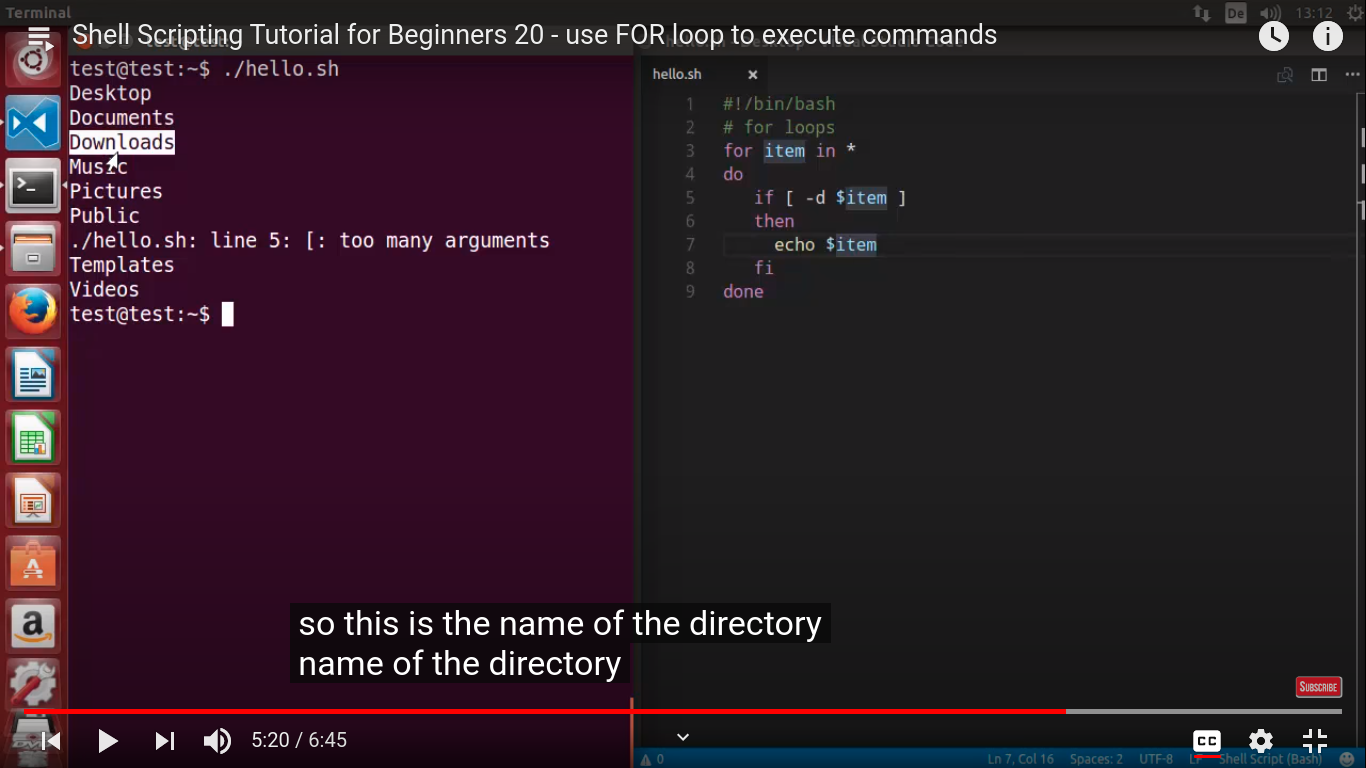 Terminal
De
13:12
Shell Scripting Tutorial for Beginners 20 - use FOR loop to execute commands
test@test:~$ ./hello.sh
Desktop
Documents
Downloads
Music
Pictures
Public
./hello.sh: line 5: [: too many arguments
Templates
Videos
test@test:~$
hello.sh
1 #!/bin/bash
2 # for loops
3 for item in *
4 do
5 if [ -d $item ]
6 then
7 echo $item
8 fi
9 done
so this is the name of the directory
name of the directory
SUBSCRIBE
5:20 / 6:45
CC
0
Ln 7, Col 16
Spaces: 2
UTF-8
LF
Shell Script (Bash)